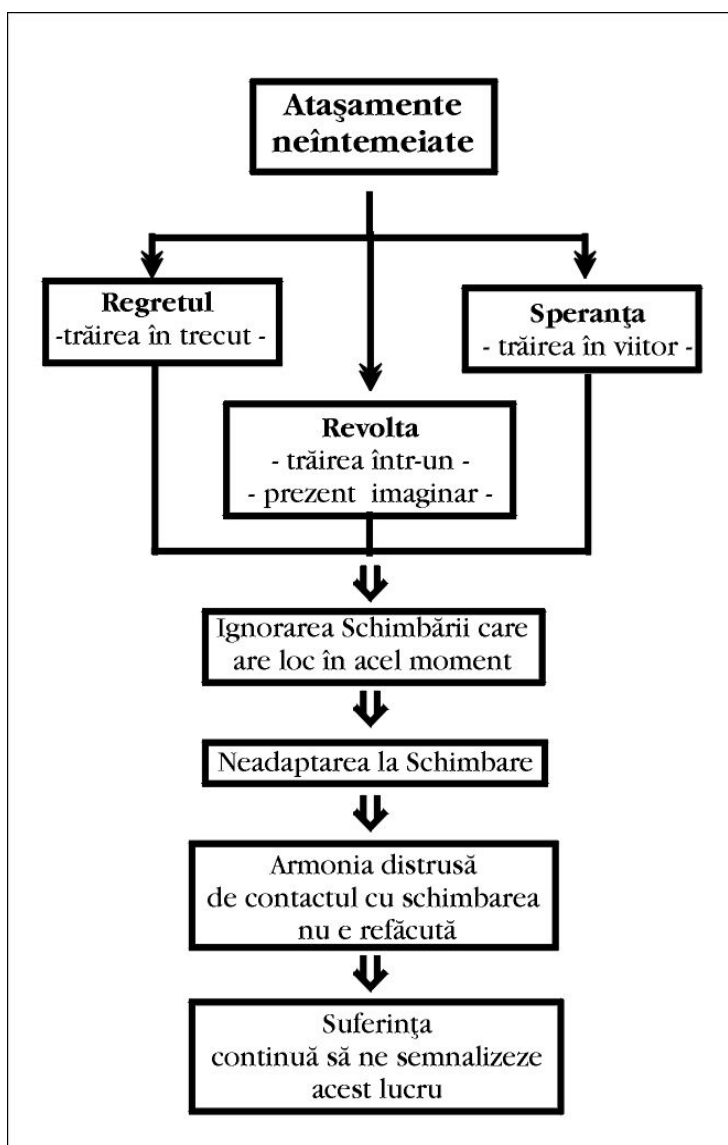 Ataşamente
neîntemeiate
Regretul
-trăirea în trecut -
Speranţa
- trăirea în viitor -
Revolta
- trăirea într-un -
- prezent imaginar -
Ignorarea Schimbării care
are loc în acel moment
Neadaptarea la Schimbare
Armonia distrusă
de contactul cu schimbarea
nu e refăcută
Suferinţa
continuă să ne semnalizeze
acest lucru